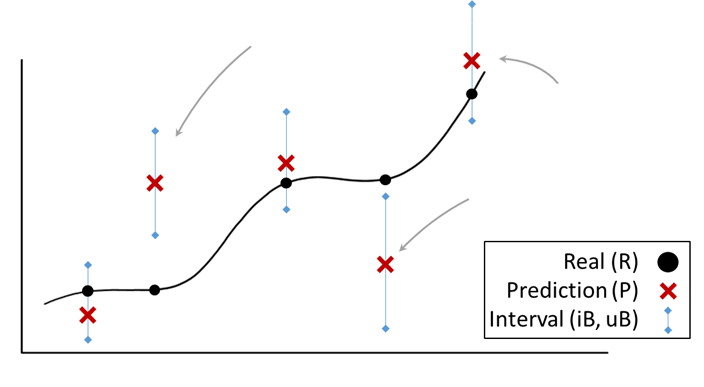 Real (R)
Prediction (P)
Interval (iB, uB)